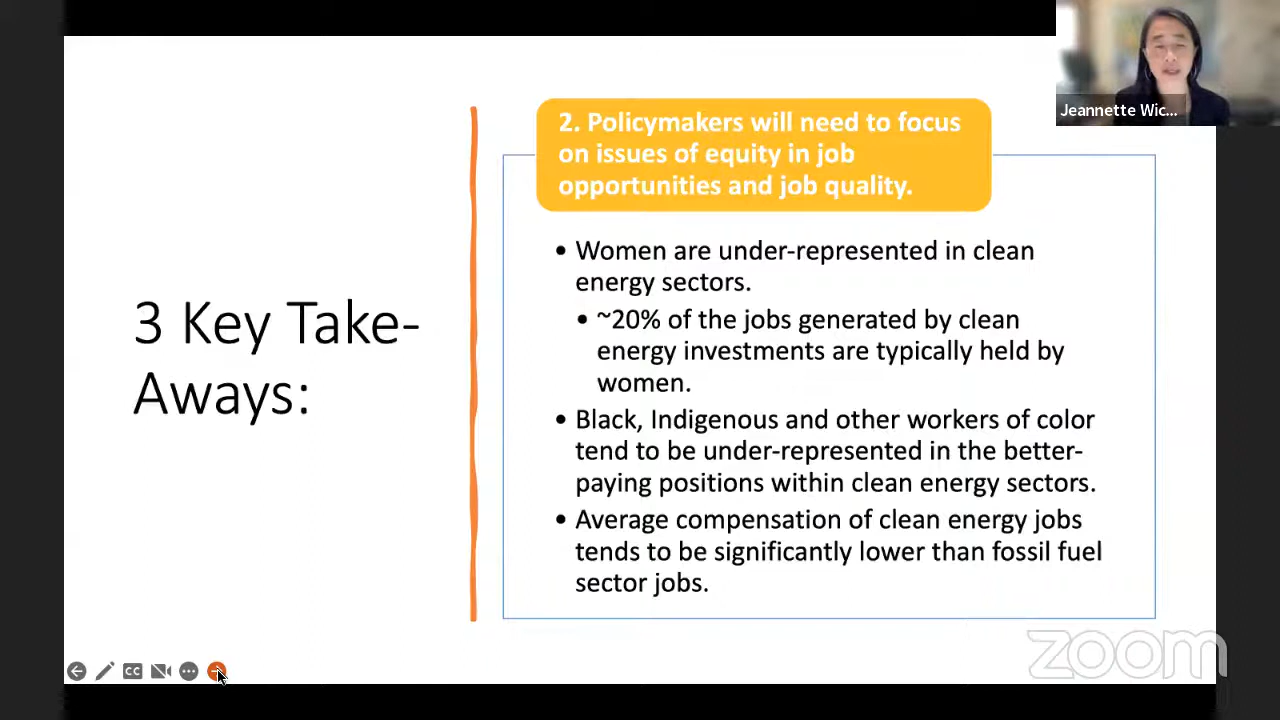 Jeannette Wic...
2. Policymakers will need to focus
on issues of equity in job
opportunities and job quality.
3 Key Take-
Aways:
• Women are under-represented in clean
energy sectors.
• ~20% of the jobs generated by clean
energy investments are typically held by
women.
• Black, Indigenous and other workers of color
tend to be under-represented in the better-
paying positions within clean energy sectors.
• Average compensation of clean energy jobs
tends to be significantly lower than fossil fuel
sector jobs.
CC
zoom